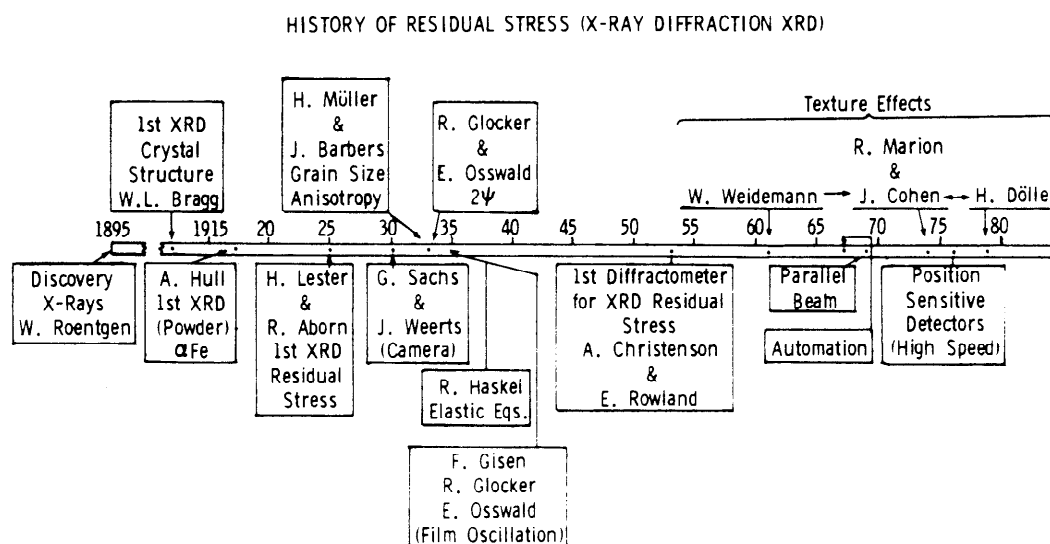 HISTORY OF RESIDUAL STRESS (X-RAY DIFFRACTION XRD)
1st XRD
Crystal
Structure
W.L. Bragg
H. Müller
&
J. Barbers
Grain Size
Anisotropy
R. Glocker
&
E. Osswald
2ψ
Texture Effects
R. Marion
&
W. Weidemann
J. Cohen
H. Dölle
1895 1915 20 25 30 35 40 45 50 55 60 65 70 75 80
Discovery
X-Rays
W. Roentgen
A. Hull
1st XRD
(Powder)
αFe
H. Lester
&
R. Aborn
1st XRD
Residual
Stress
G. Sachs
&
J. Weerts
(Camera)
R. Haskel
Elastic Eqs.
F. Gisen
R. Glocker
E. Osswald
(Film Oscillation)
1st Diffractometer
for XRD Residual
Stress
A. Christenson
&
E. Rowland
Parallel
Beam
Automation
Position
Sensitive
Detectors
(High Speed)